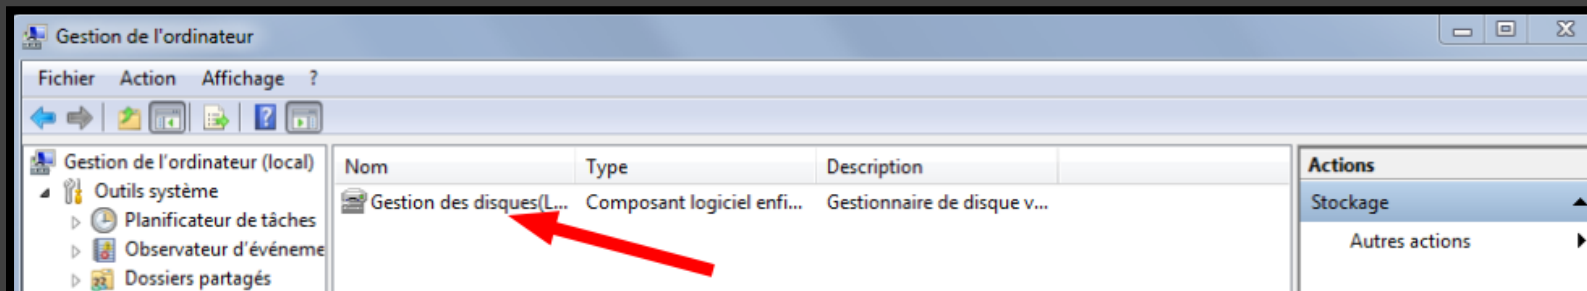 Gestion de l'ordinateur
Fichier Action Affichage ?
Gestion de l'ordinateur (local)
Outils système
Planificateur de tâches
Observateur d'événeme
Dossiers partagés
Nom Type Description
Gestion des disques(L... Composant logiciel enfi... Gestionnaire de disque v...
Actions
Stockage
Autres actions